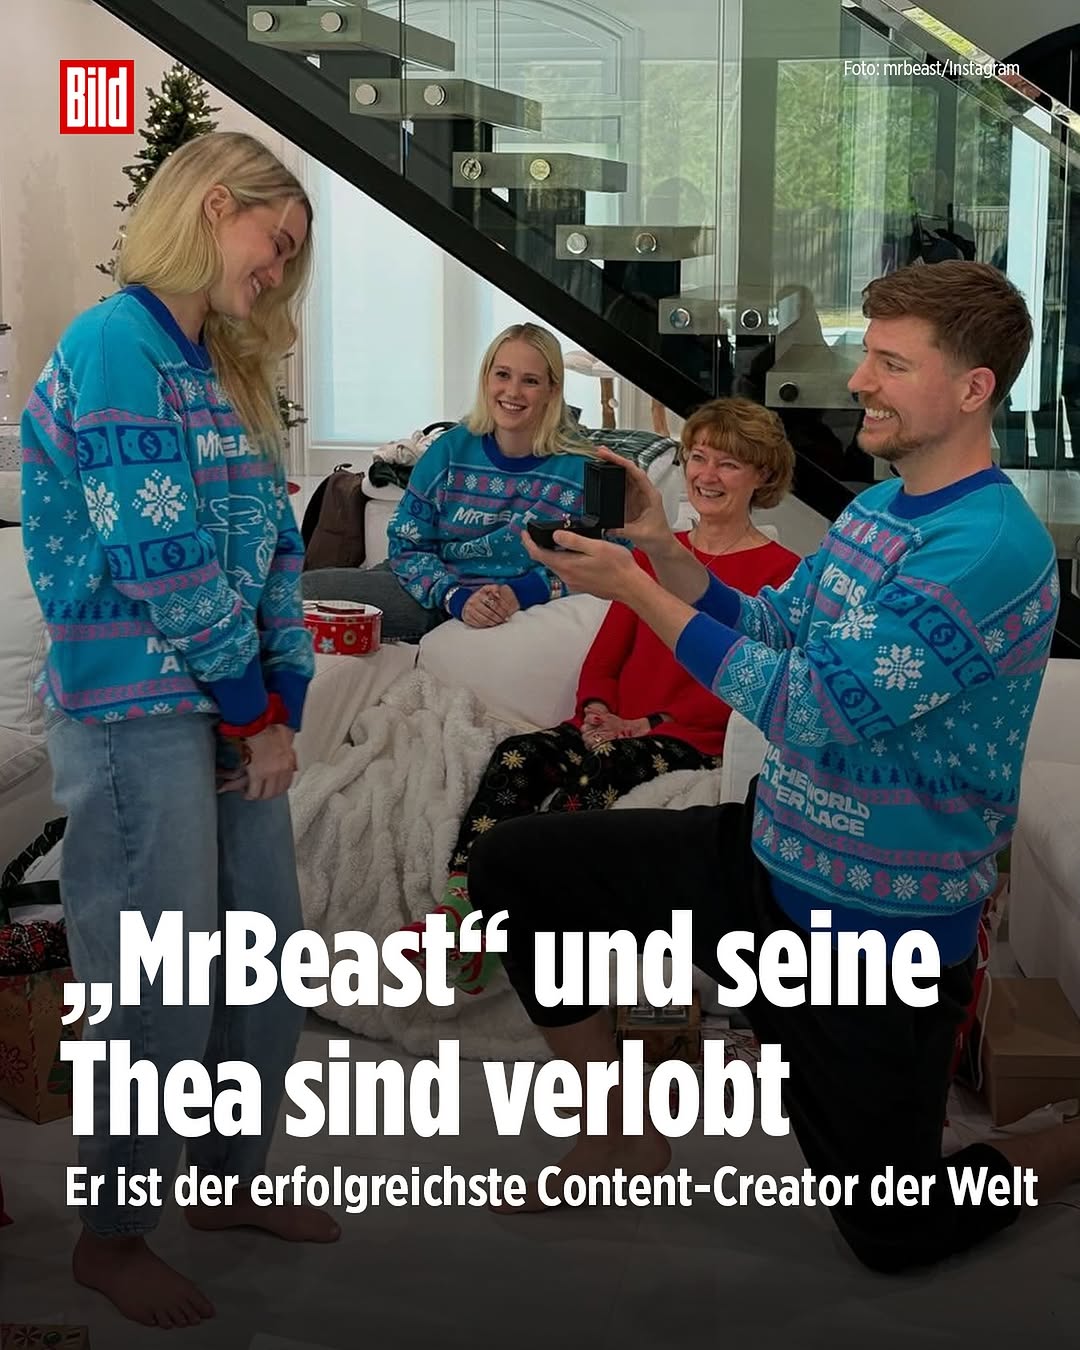 Bild
Foto: mrbeast/Instagram
„MrBeast“ und seine
Thea sind verlobt
Er ist der erfolgreichste Content-Creator der Welt